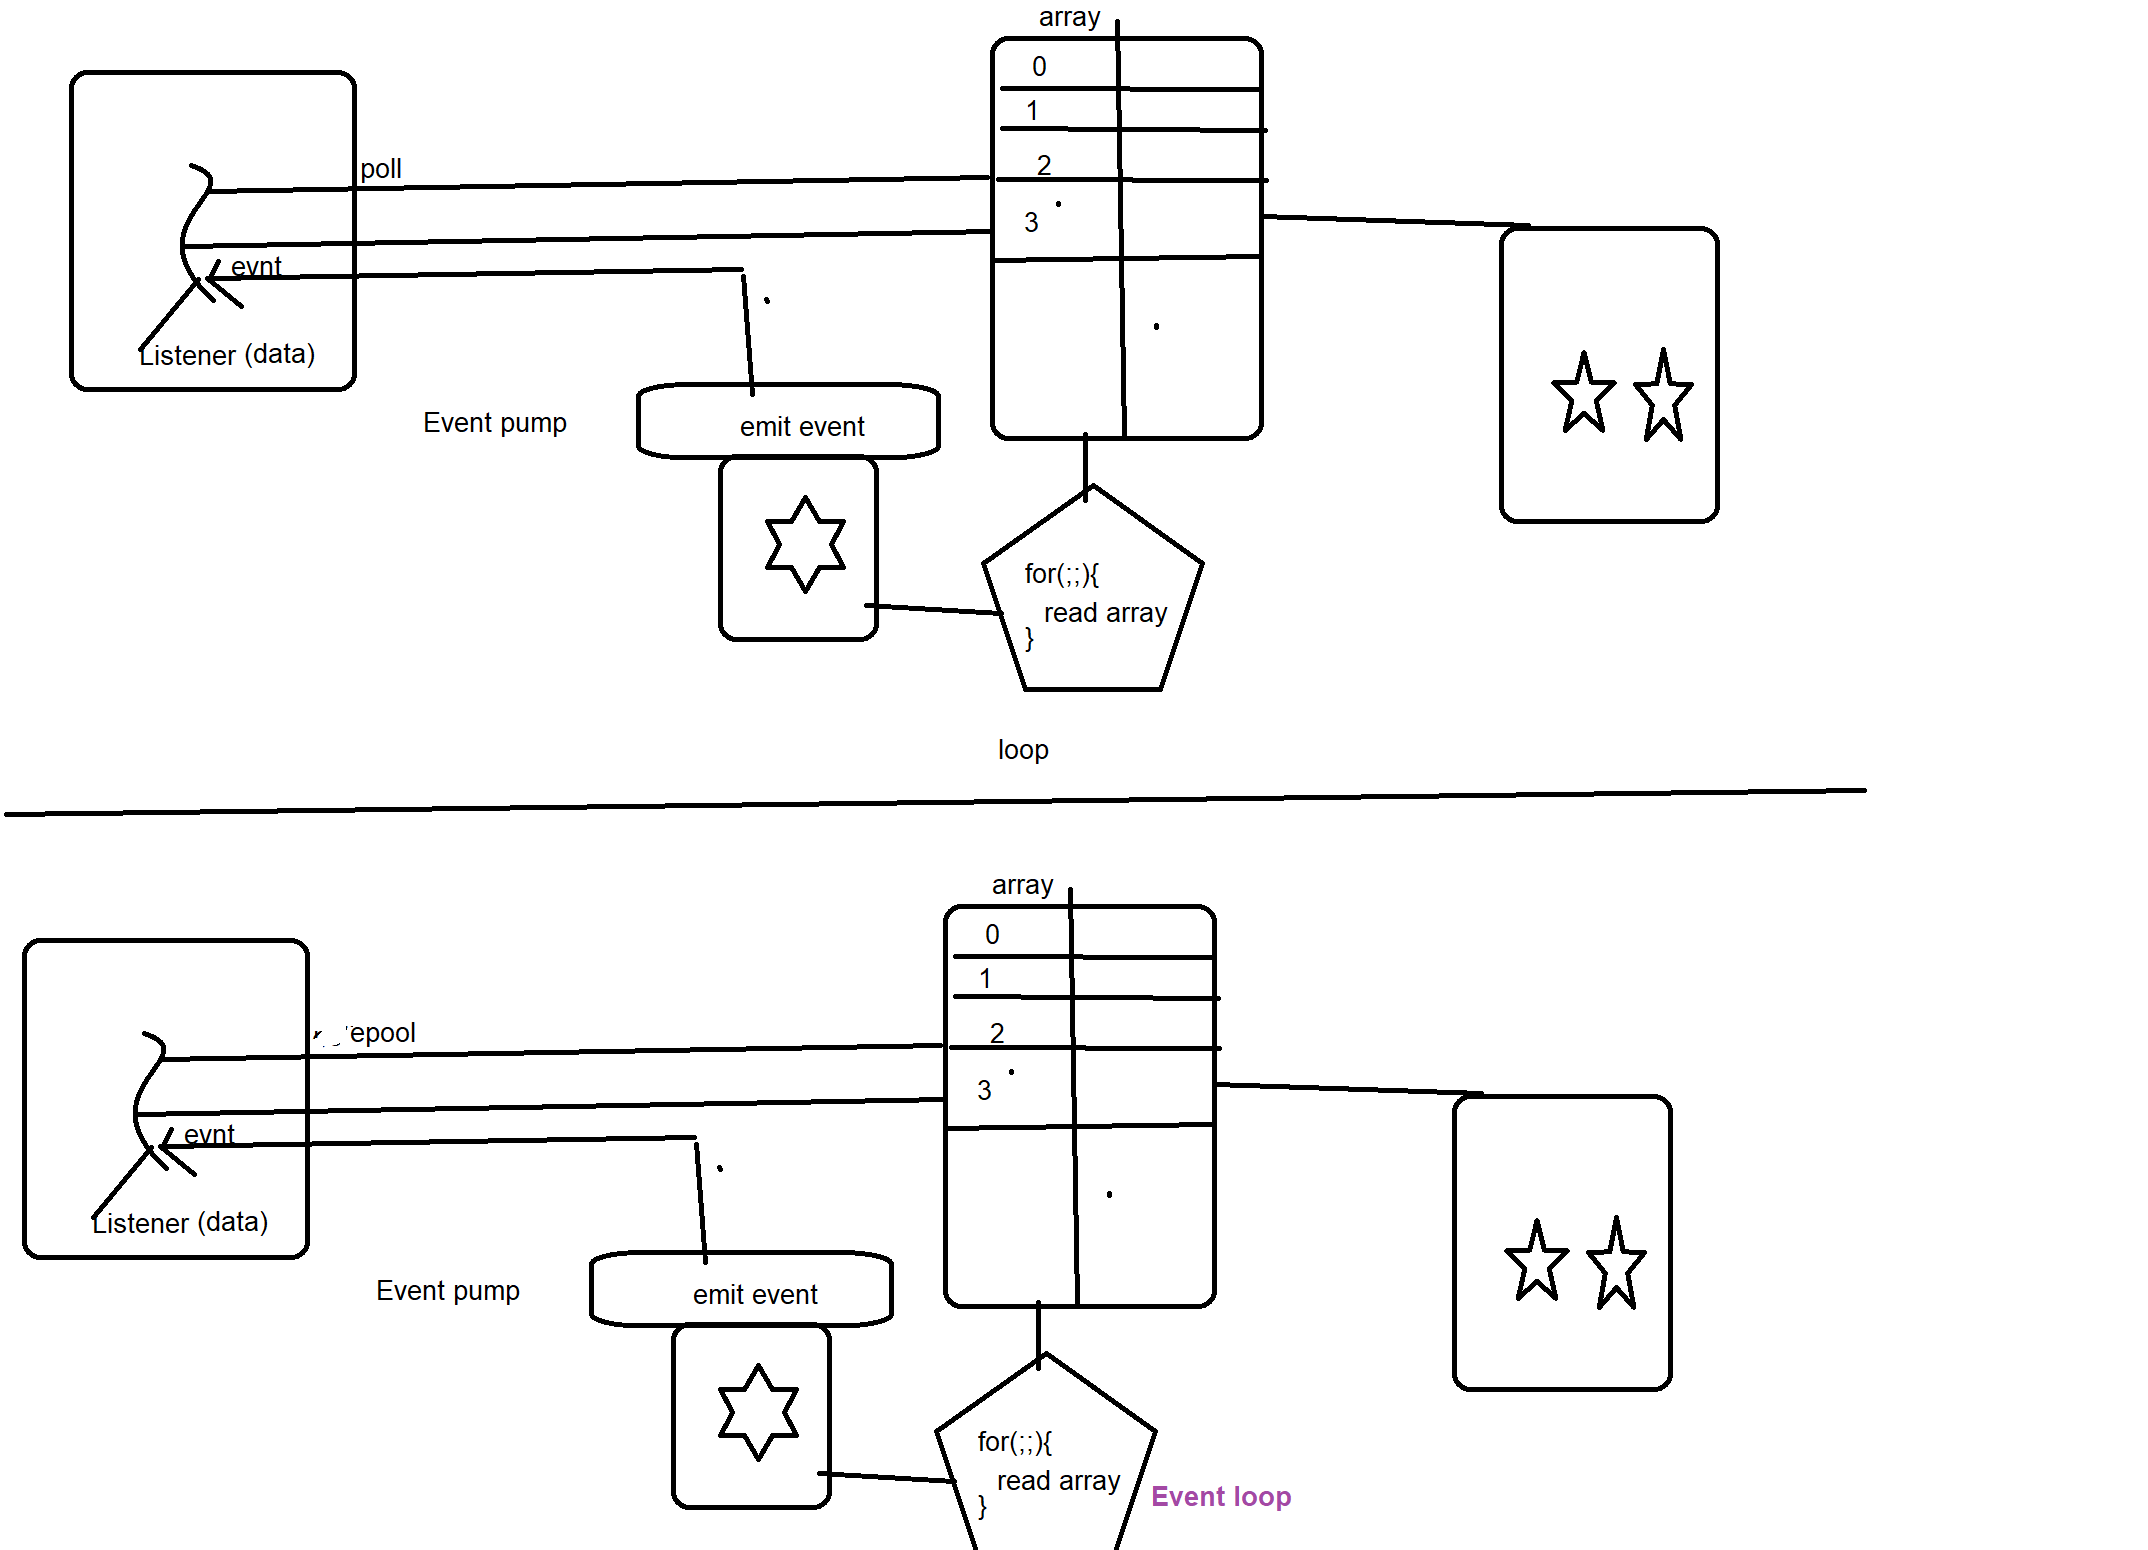 array
0
1
poll
2
3
evnt
Listener (data)
Event pump
emit event
for(;;){
read array
}
loop
array
0
1
epool
2
3
evnt
Listener (data)
Event pump
emit event
for(;;){
read array
}
Event loop